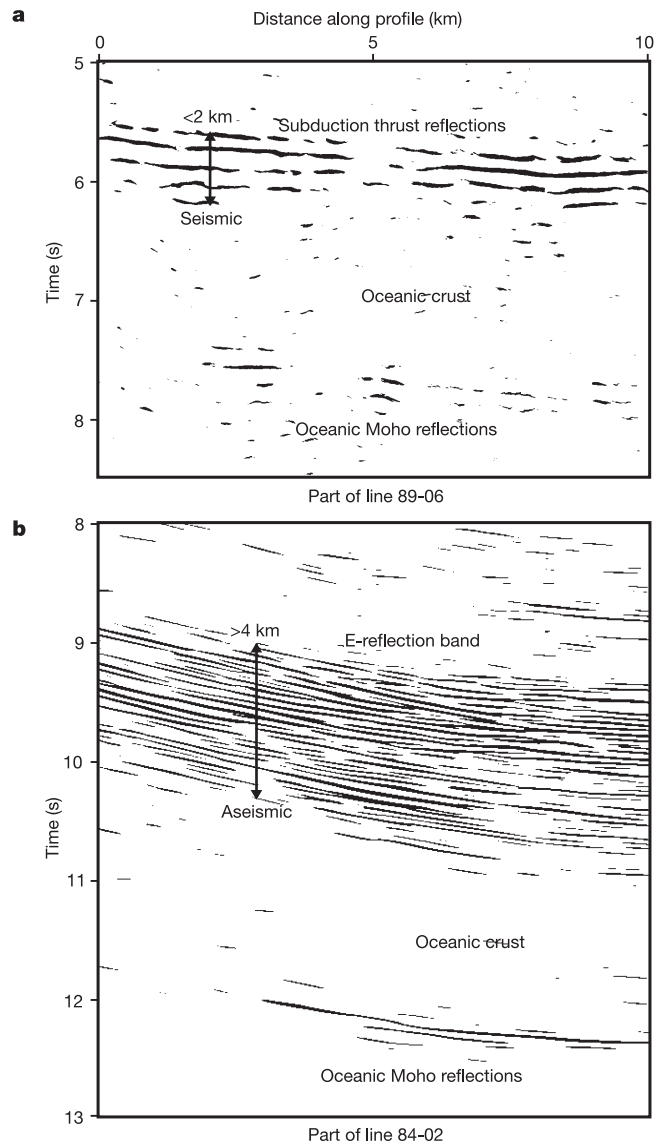 a
Distance along profile (km)
0 5 10
5
<2 km
Subduction thrust reflections
6
Seismic
Time (s)
Oceanic crust
7
8
Oceanic Moho reflections
Part of line 89-06
b
8
>4 km
E-reflection band
9
10
Aseismic
Time (s)
11
Oceanic crust
12
Oceanic Moho reflections
13
Part of line 84-02